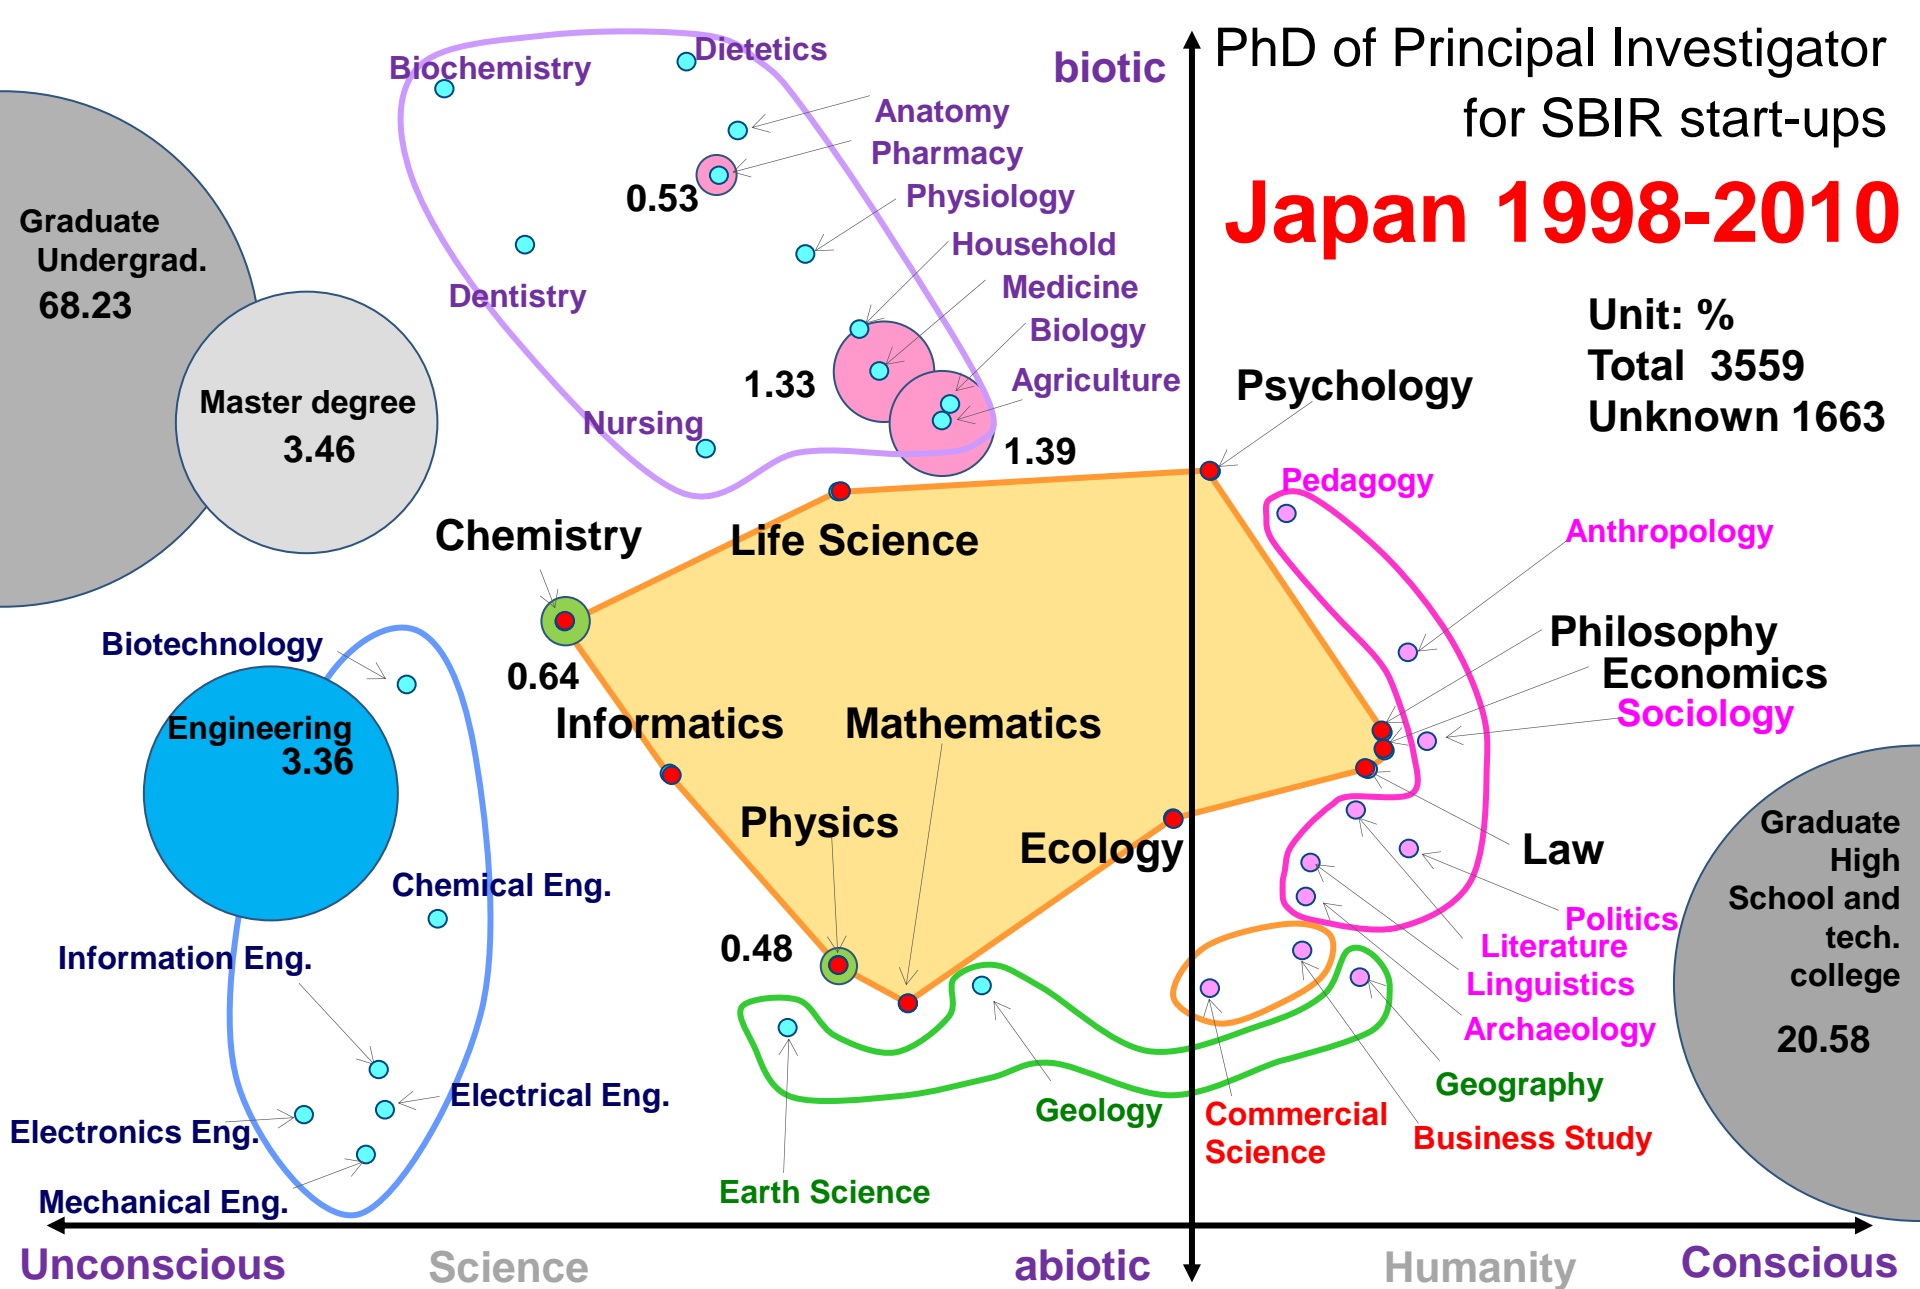 PhD of Principal Investigator
for SBIR start-ups
Japan 1998-2010
Unit: %
Total 3559
Unknown 1663
biotic
Biochemistry
Dietetics
Anatomy
Pharmacy
0.53
Physiology
Household
Medicine
Biology
Agriculture
Dentistry
Nursing
1.33
1.39
Graduate
Undergrad.
68.23
Master degree
3.46
Psychology
Pedagogy
Anthropology
Chemistry
0.64
Life Science
Philosophy
Economics
Sociology
Biotechnology
Engineering
3.36
Informatics
Mathematics
Physics
0.48
Ecology
Law
Chemical Eng.
Information Eng.
Electrical Eng.
Electronics Eng.
Mechanical Eng.
Politics
Literature
Linguistics
Archaeology
Geography
Geology
Earth Science
Commercial
Science
Business Study
Graduate
High
School and
tech.
college
20.58
Unconscious
Science
abiotic
Humanity
Conscious